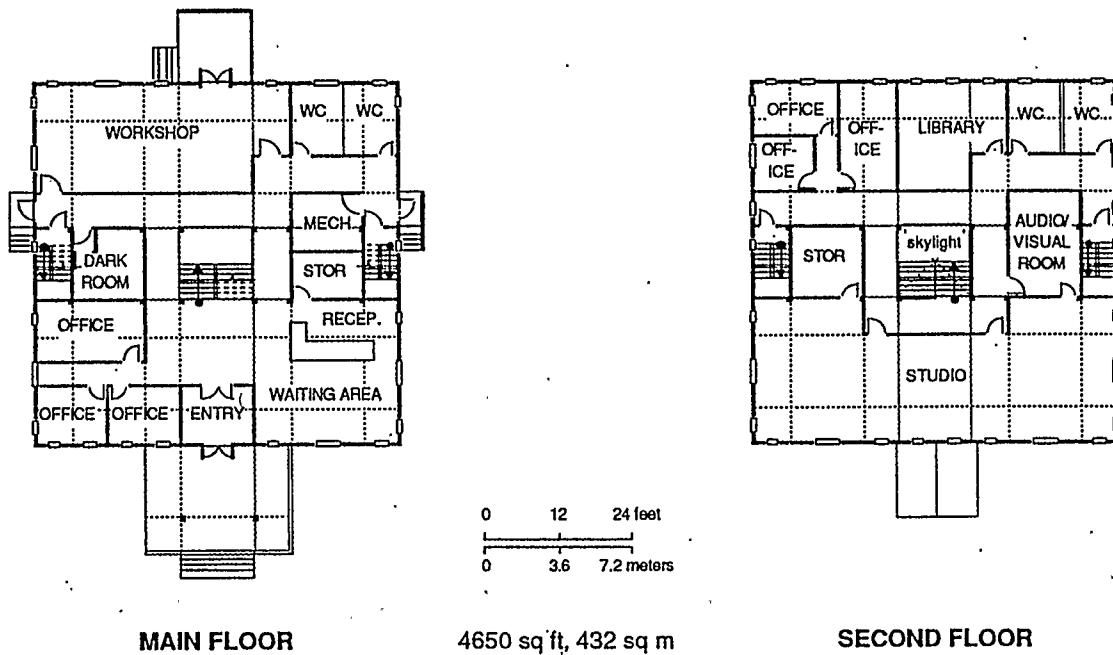 WORKSHOP
WC
WC
MECH.
DARK
ROOM
STOR
OFFICE
RECEP.
OFFICE
OFFICE
ENTRY
WAITING AREA
MAIN FLOOR
0 12 24 feet
0 3.6 7.2 meters
4650 sq ft, 432 sq m
OFFICE
OFF-
ICE
OFF-
ICE
LIBRARY
WC
WC
STOR
skylight
AUDIO/
VISUAL
ROOM
STUDIO
SECOND FLOOR